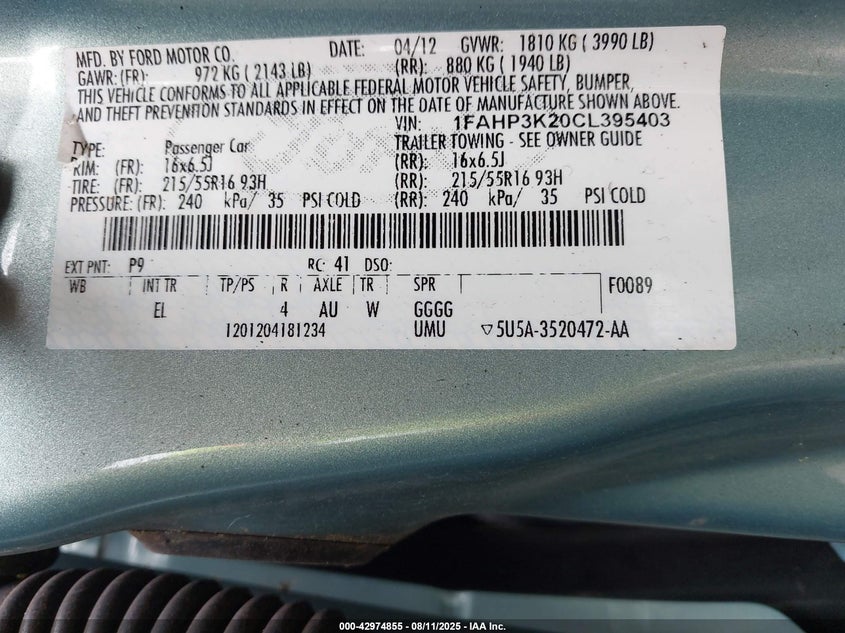 MFD. BY FORD MOTOR CO. DATE: 04/12 GVWR: 1810 KG ( 3990 LB)
GAWR: (FR): 972 KG ( 2143 LB) (RR): 880 KG ( 1940 LB)
THIS VEHICLE CONFORMS TO ALL APPLICABLE FEDERAL MOTOR VEHICLE SAFETY, BUMPER,
AND THEFT PREVENTION STANDARDS IN EFFECT ON THE DATE OF MANUFACTURE SHOWN ABOVE.
VIN: 1FAHP3K20CL395403
TYPE: Passenger Car TRAILER TOWING - SEE OWNER GUIDE
RIM: (FR): 16x6.5J (RR): 16x6.5J
TIRE: (FR): 215/55R16 93H (RR): 215/55R16 93H
PRESSURE: (FR): 240 kPa/ 35 PSI COLD (RR): 240 kPa/ 35 PSI COLD
EXT PNT: P9 RC: 41 DSO:
WB INT TR TP/PS R AXLE TR SPR F0089
EL 4 AU W GGGG
1201204181234 UMU ▽5U5A-3520472-AA
000-42974855 - 08/11/2025 - IAA Inc.